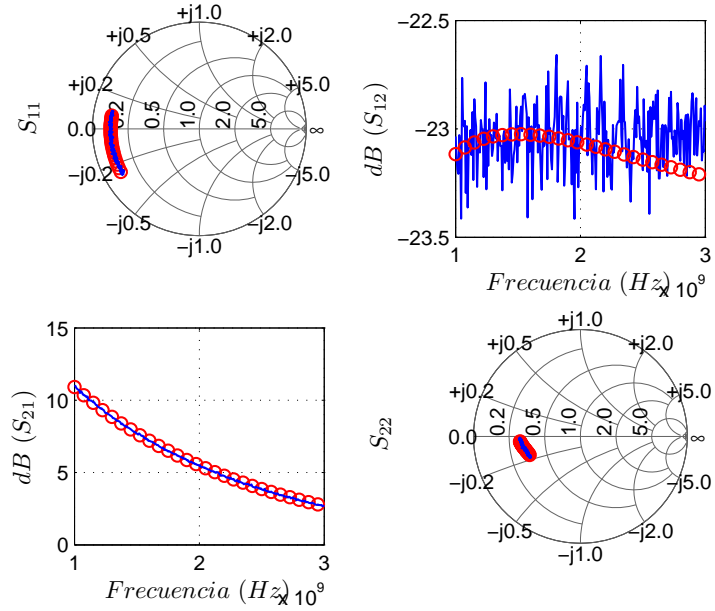 +j1.0
+j0.5
+j2.0
+j0.2
+j5.0
0.0
0.2
0.5
1.0
2.0
5.0
∞
−j0.2
−j5.0
−j0.5
−j2.0
−j1.0
S11
−22.5
−23
−23.5
dB (S12)
1
2
3
Frecuencia (Hz)
x 10^9
15
10
5
0
dB (S21)
1
2
3
Frecuencia (Hz)
x 10^9
+j1.0
+j0.5
+j2.0
+j0.2
+j5.0
0.0
0.2
0.5
1.0
2.0
5.0
∞
−j0.2
−j5.0
−j0.5
−j2.0
−j1.0
S22